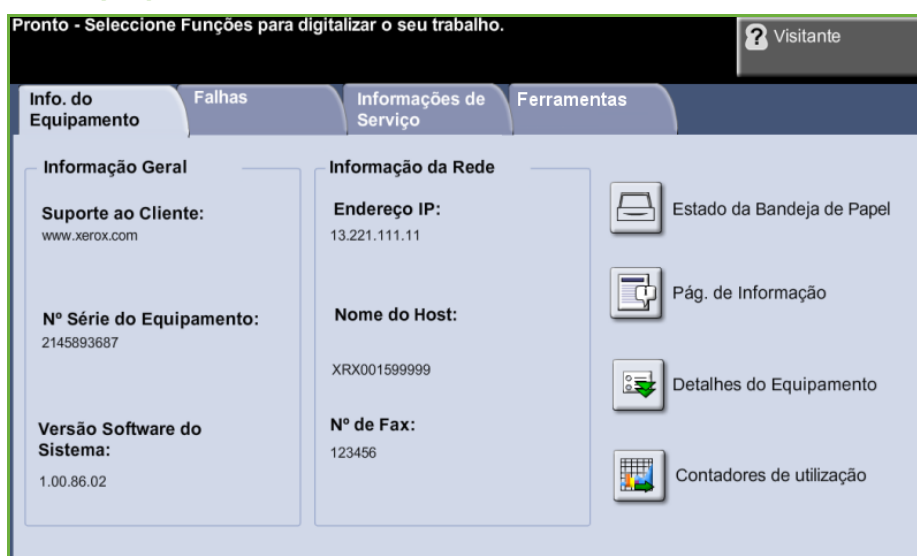 Pronto - Seleccione Funções para digitalizar o seu trabalho.
? Visitante
Info. do
Equipamento
Falhas
Informações de
Serviço
Ferramentas
Informação Geral
Suporte ao Cliente:
www.xerox.com
Nº Série do Equipamento:
2145893687
Versão Software do
Sistema:
1.00.86.02
Informação da Rede
Endereço IP:
13.221.111.11
Nome do Host:
XRX001599999
Nº de Fax:
123456
Estado da Bandeja de Papel
Pág. de Informação
Detalhes do Equipamento
Contadores de utilização